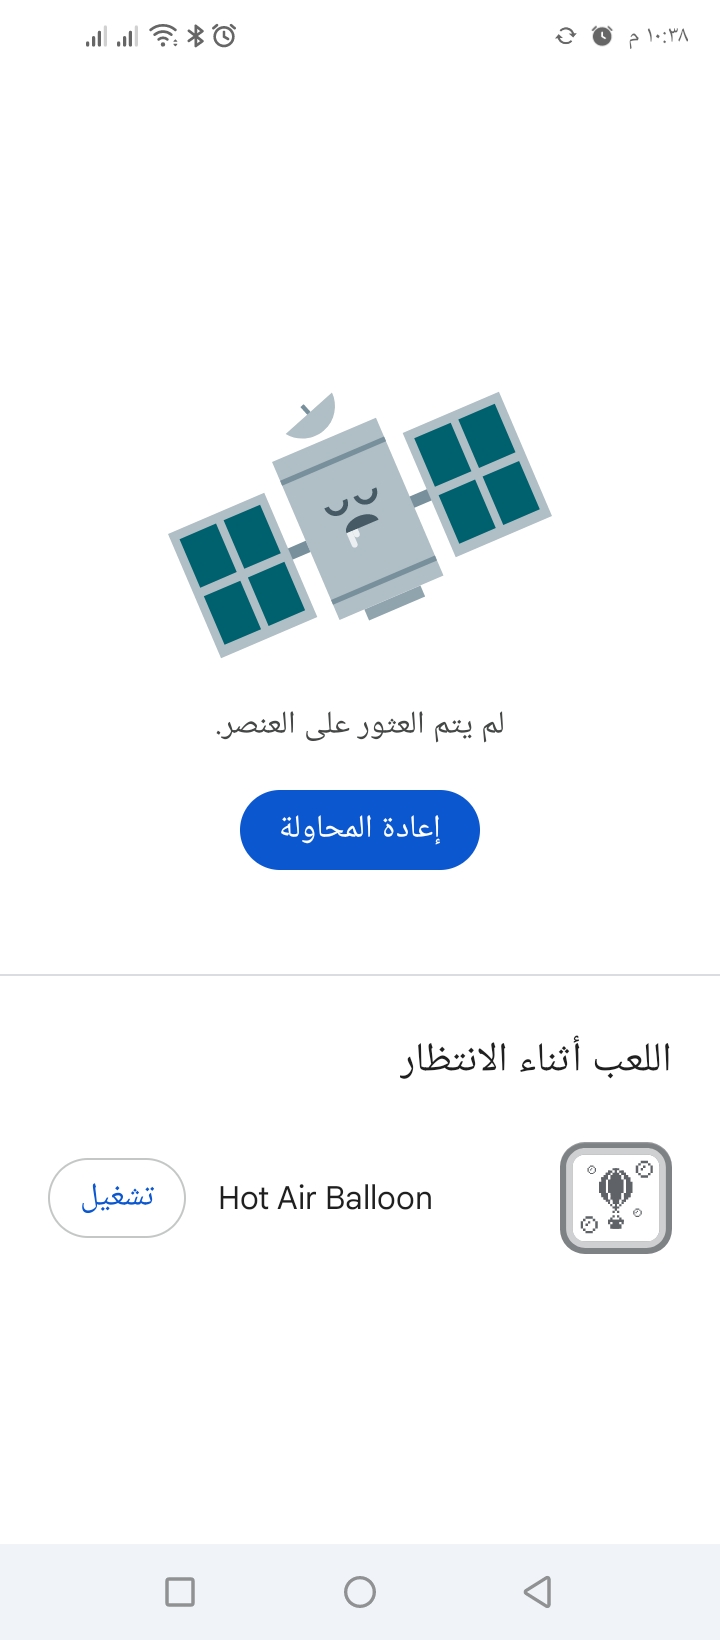 ١٠:٣٨ م
لم يتم العثور على العنصر.
إعادة المحاولة
اللعب أثناء الانتظار
Hot Air Balloon
تشغيل